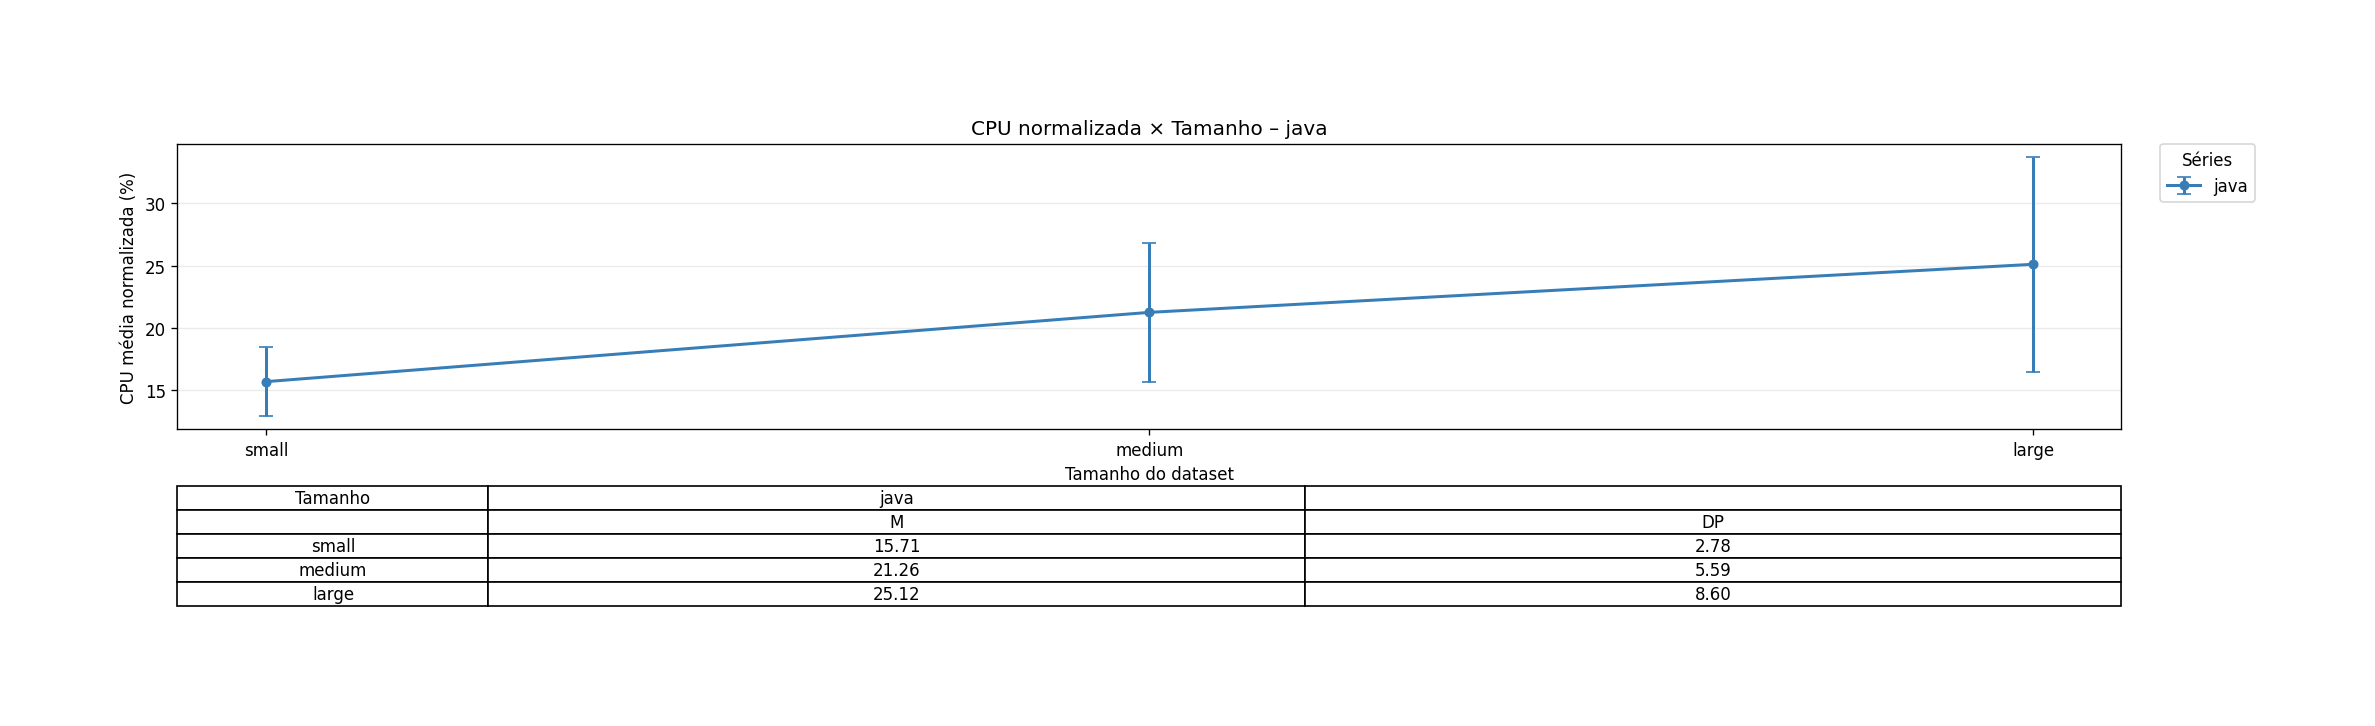 CPU normalizada × Tamanho – java
Séries
java
CPU média normalizada (%)
30
25
20
15
small medium large
Tamanho do dataset
Tamanho java
M DP
small 15.71 2.78
medium 21.26 5.59
large 25.12 8.60